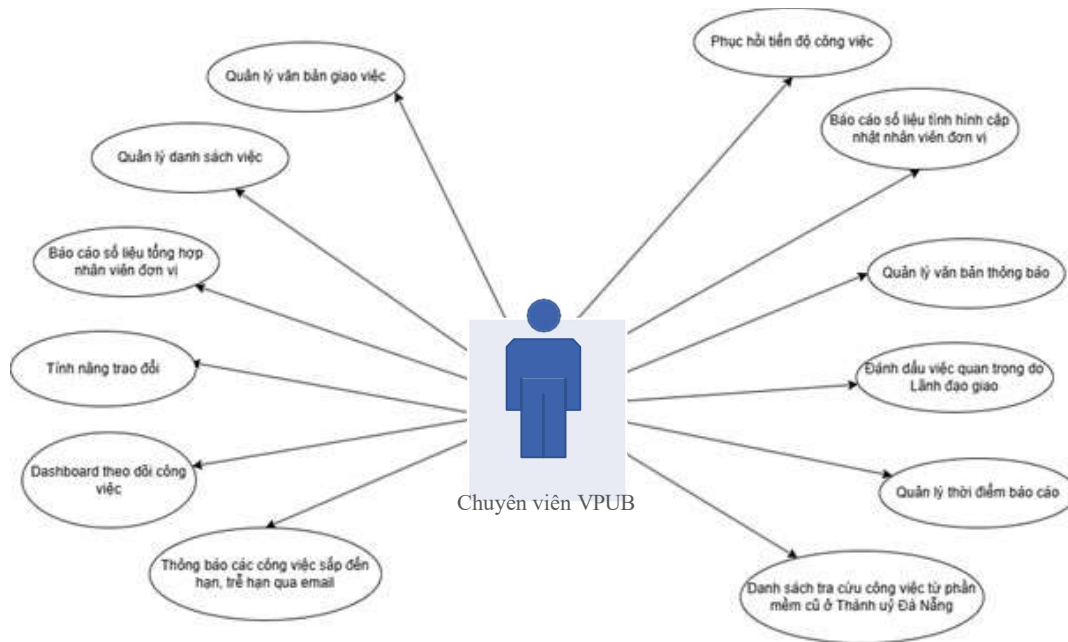 Quản lý văn bản giao việc
Quản lý danh sách việc
Báo cáo số liệu tổng hợp
nhân viên đơn vị
Tính năng trao đổi
Dashboard theo dõi công
việc
Thông báo các công việc sắp đến
hạn, trễ hạn qua email
Chuyên viên VPUB
Phục hồi tiến độ công việc
Báo cáo số liệu tình hình cập
nhật nhân viên đơn vị
Quản lý văn bản thông báo
Đánh dấu việc quan trọng do
Lãnh đạo giao
Quản lý thời điểm báo cáo
Danh sách tra cứu công việc từ phần
mềm cũ ở Thành uỷ Đà Nẵng